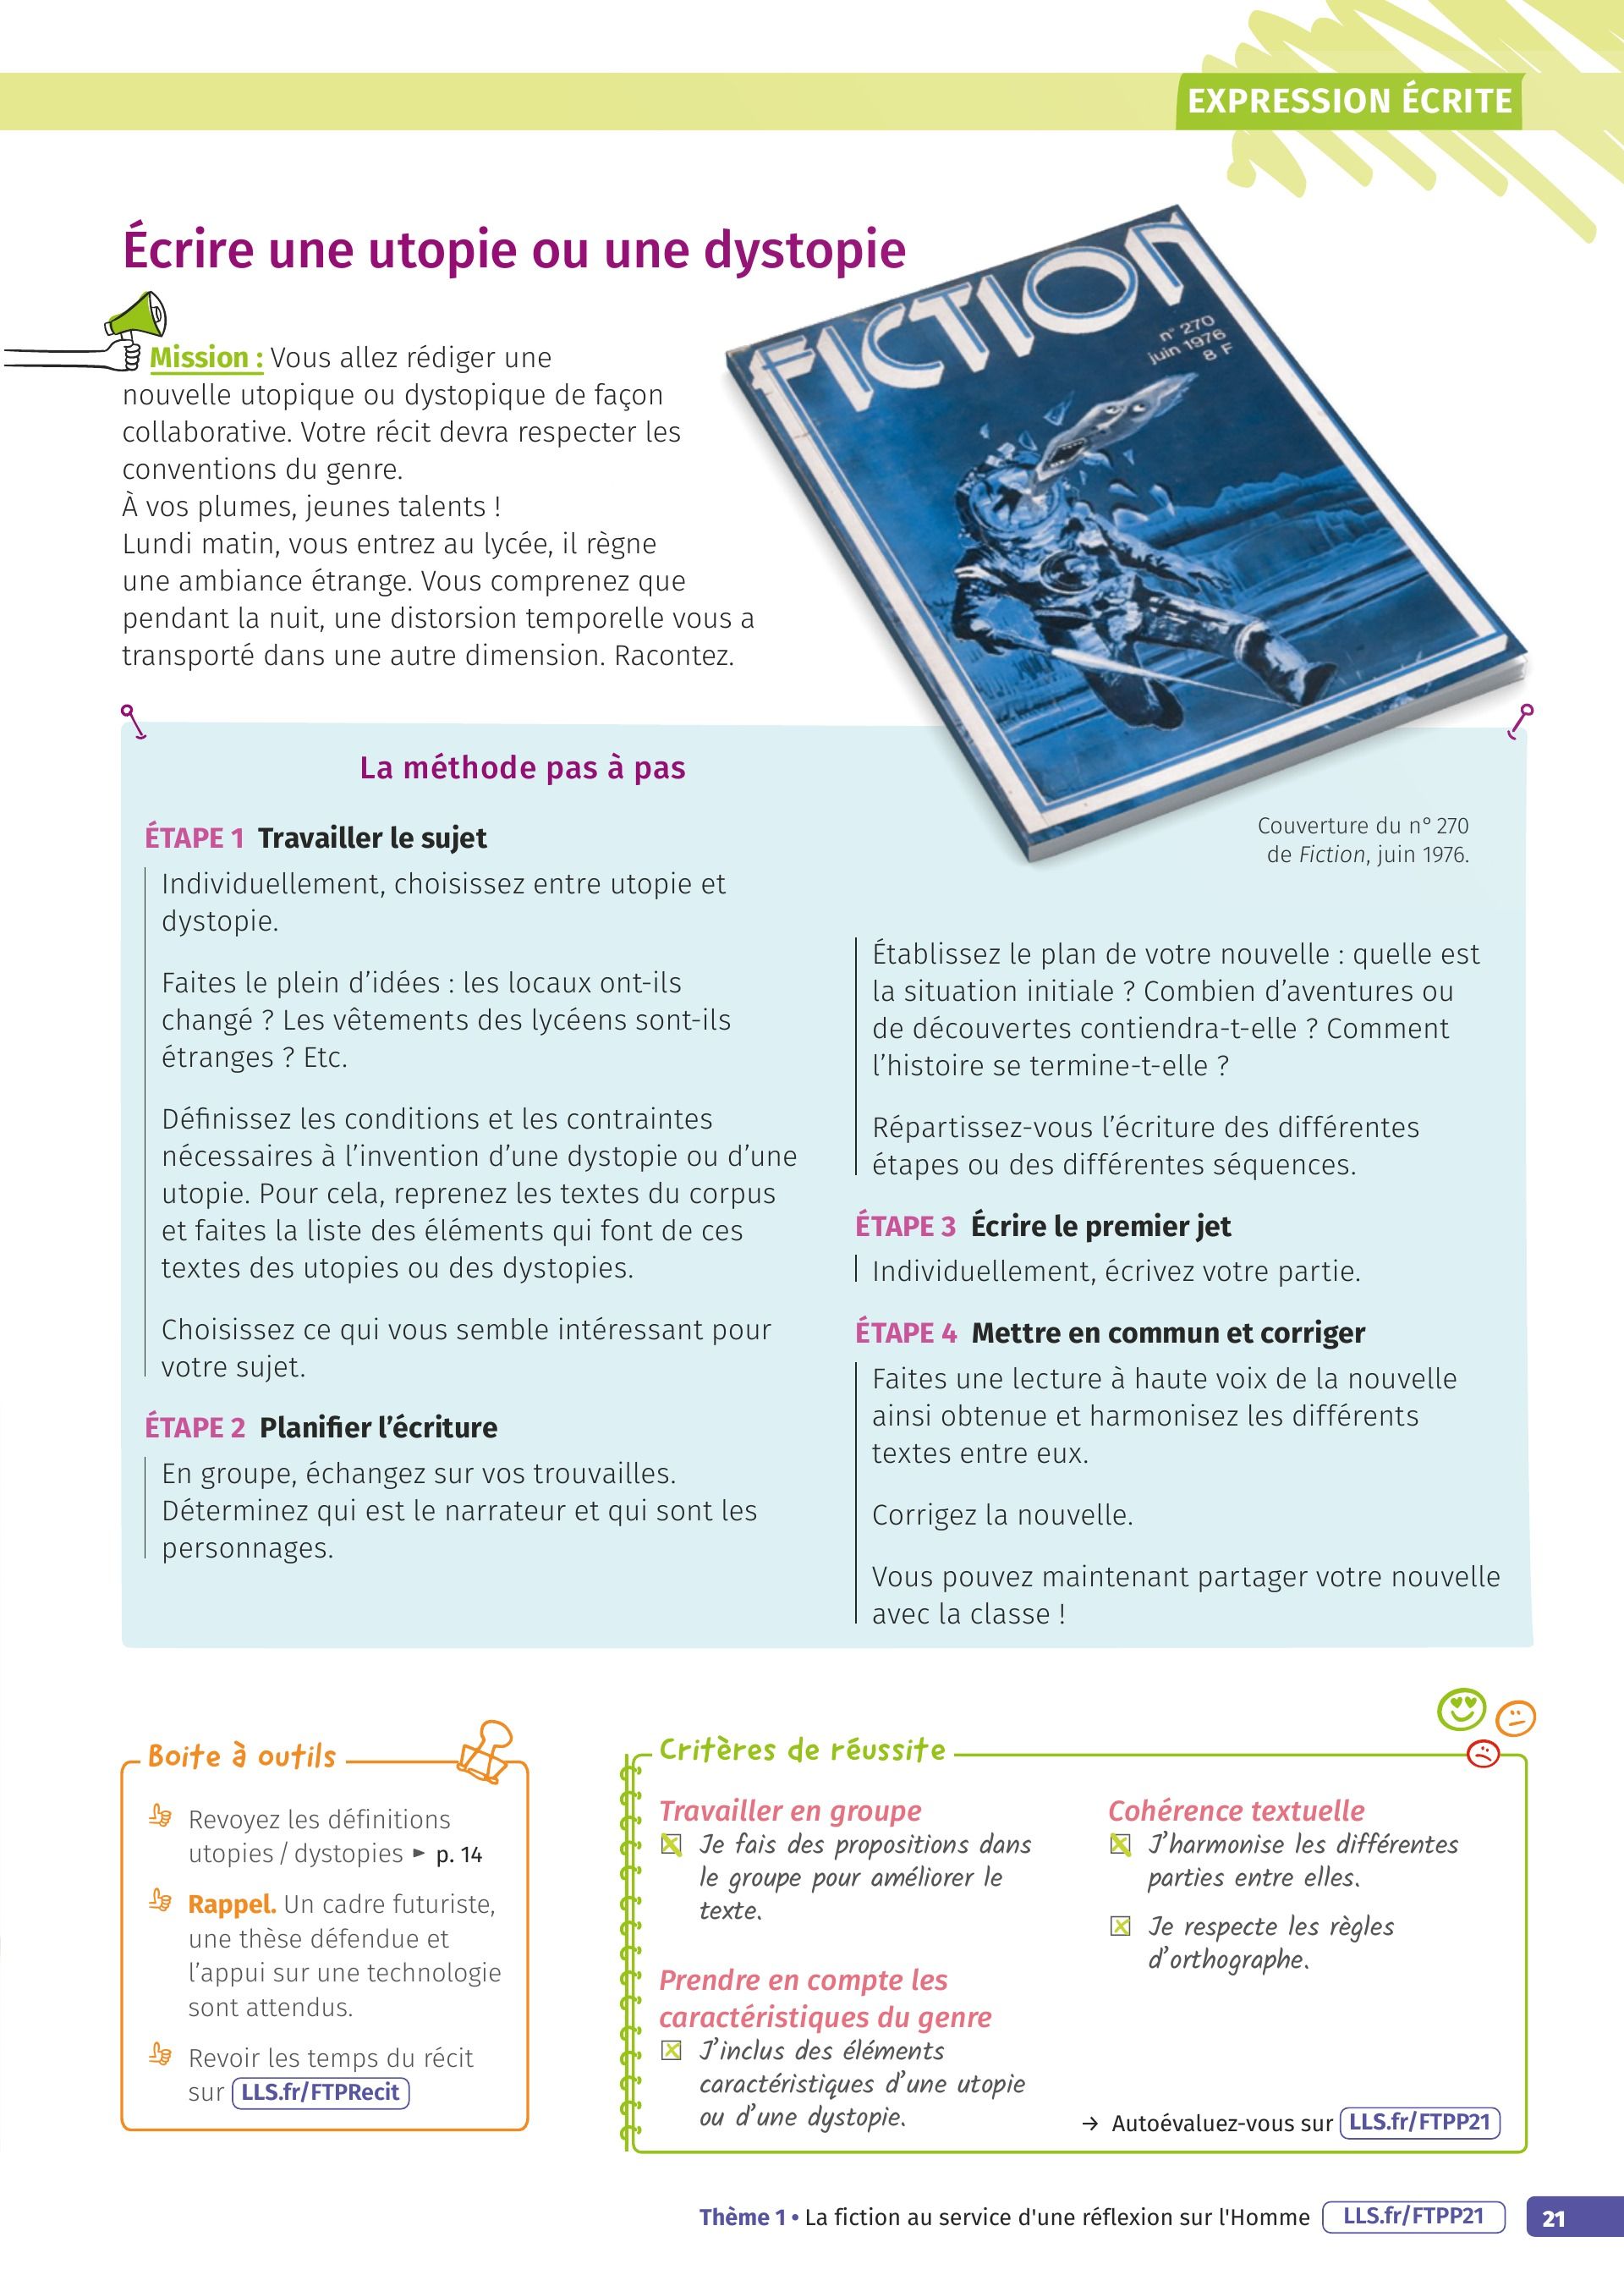 EXPRESSION ÉCRITE
Écrire une utopie ou une dystopie
Mission : Vous allez rédiger une
nouvelle utopique ou dystopique de façon
collaborative. Votre récit devra respecter les
conventions du genre.
À vos plumes, jeunes talents !
Lundi matin, vous entrez au lycée, il règne
une ambiance étrange. Vous comprenez que
pendant la nuit, une distorsion temporelle vous a
transporté dans une autre dimension. Racontez.
FICTION
n° 270
juin 1976
8 F
Couverture du n° 270
de Fiction, juin 1976.
La méthode pas à pas
ÉTAPE 1 Travailler le sujet
Individuellement, choisissez entre utopie et
dystopie.
Faites le plein d’idées : les locaux ont-ils
changé ? Les vêtements des lycéens sont-ils
étranges ? Etc.
Définissez les conditions et les contraintes
nécessaires à l’invention d’une dystopie ou d’une
utopie. Pour cela, reprenez les textes du corpus
et faites la liste des éléments qui font de ces
textes des utopies ou des dystopies.
Choisissez ce qui vous semble intéressant pour
votre sujet.
ÉTAPE 2 Planifier l’écriture
En groupe, échangez sur vos trouvailles.
Déterminez qui est le narrateur et qui sont les
personnages.
Établissez le plan de votre nouvelle : quelle est
la situation initiale ? Combien d’aventures ou
de découvertes contiendra-t-elle ? Comment
l’histoire se termine-t-elle ?
Répartissez-vous l’écriture des différentes
étapes ou des différentes séquences.
ÉTAPE 3 Écrire le premier jet
Individuellement, écrivez votre partie.
ÉTAPE 4 Mettre en commun et corriger
Faites une lecture à haute voix de la nouvelle
ainsi obtenue et harmonisez les différents
textes entre eux.
Corrigez la nouvelle.
Vous pouvez maintenant partager votre nouvelle
avec la classe !
Boite à outils
Revoyez les définitions
utopies / dystopies ► p. 14
Rappel. Un cadre futuriste,
une thèse défendue et
l’appui sur une technologie
sont attendus.
Revoir les temps du récit
sur LLS.fr/FTPRecit
Critères de réussite
Travailler en groupe
Je fais des propositions dans
le groupe pour améliorer le
texte.
Prendre en compte les
caractéristiques du genre
J’inclus des éléments
caractéristiques d’une utopie
ou d’une dystopie.
Cohérence textuelle
J’harmonise les différentes
parties entre elles.
Je respecte les règles
d’orthographe.
→ Autoévaluez-vous sur LLS.fr/FTPP21
Thème 1 • La fiction au service d'une réflexion sur l'Homme LLS.fr/FTPP21 21